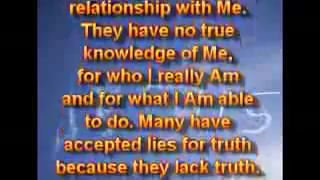 relationship with Me.
They have no true
knowledge of Me,
for who I really Am
and for what I Am able
to do. Many have
accepted lies for truth
because they lack truth.